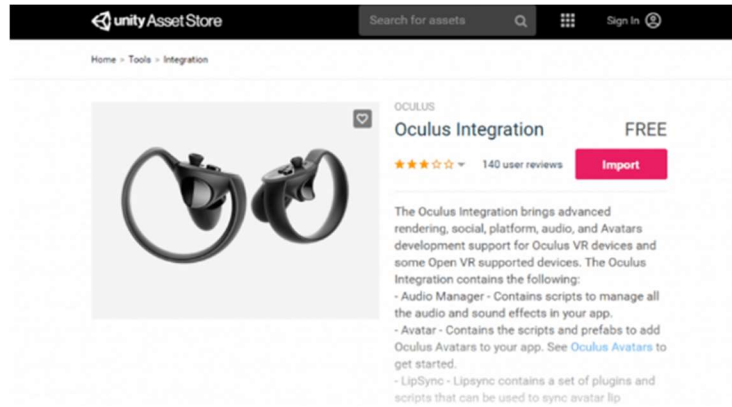 unity Asset Store
Search for assets
Sign In
Home > Tools > Integration
OCULUS
Oculus Integration
FREE
140 user reviews
Import
The Oculus Integration brings advanced
rendering, social, platform, audio, and Avatars
development support for Oculus VR devices and
some Open VR supported devices. The Oculus
Integration contains the following:
- Audio Manager - Contains scripts to manage all
the audio and sound effects in your app.
- Avatar - Contains the scripts and prefabs to add
Oculus Avatars to your app. See Oculus Avatars to
get started.
- LipSync - Lipsync contains a set of plugins and
scripts that can be used to sync avatar lip